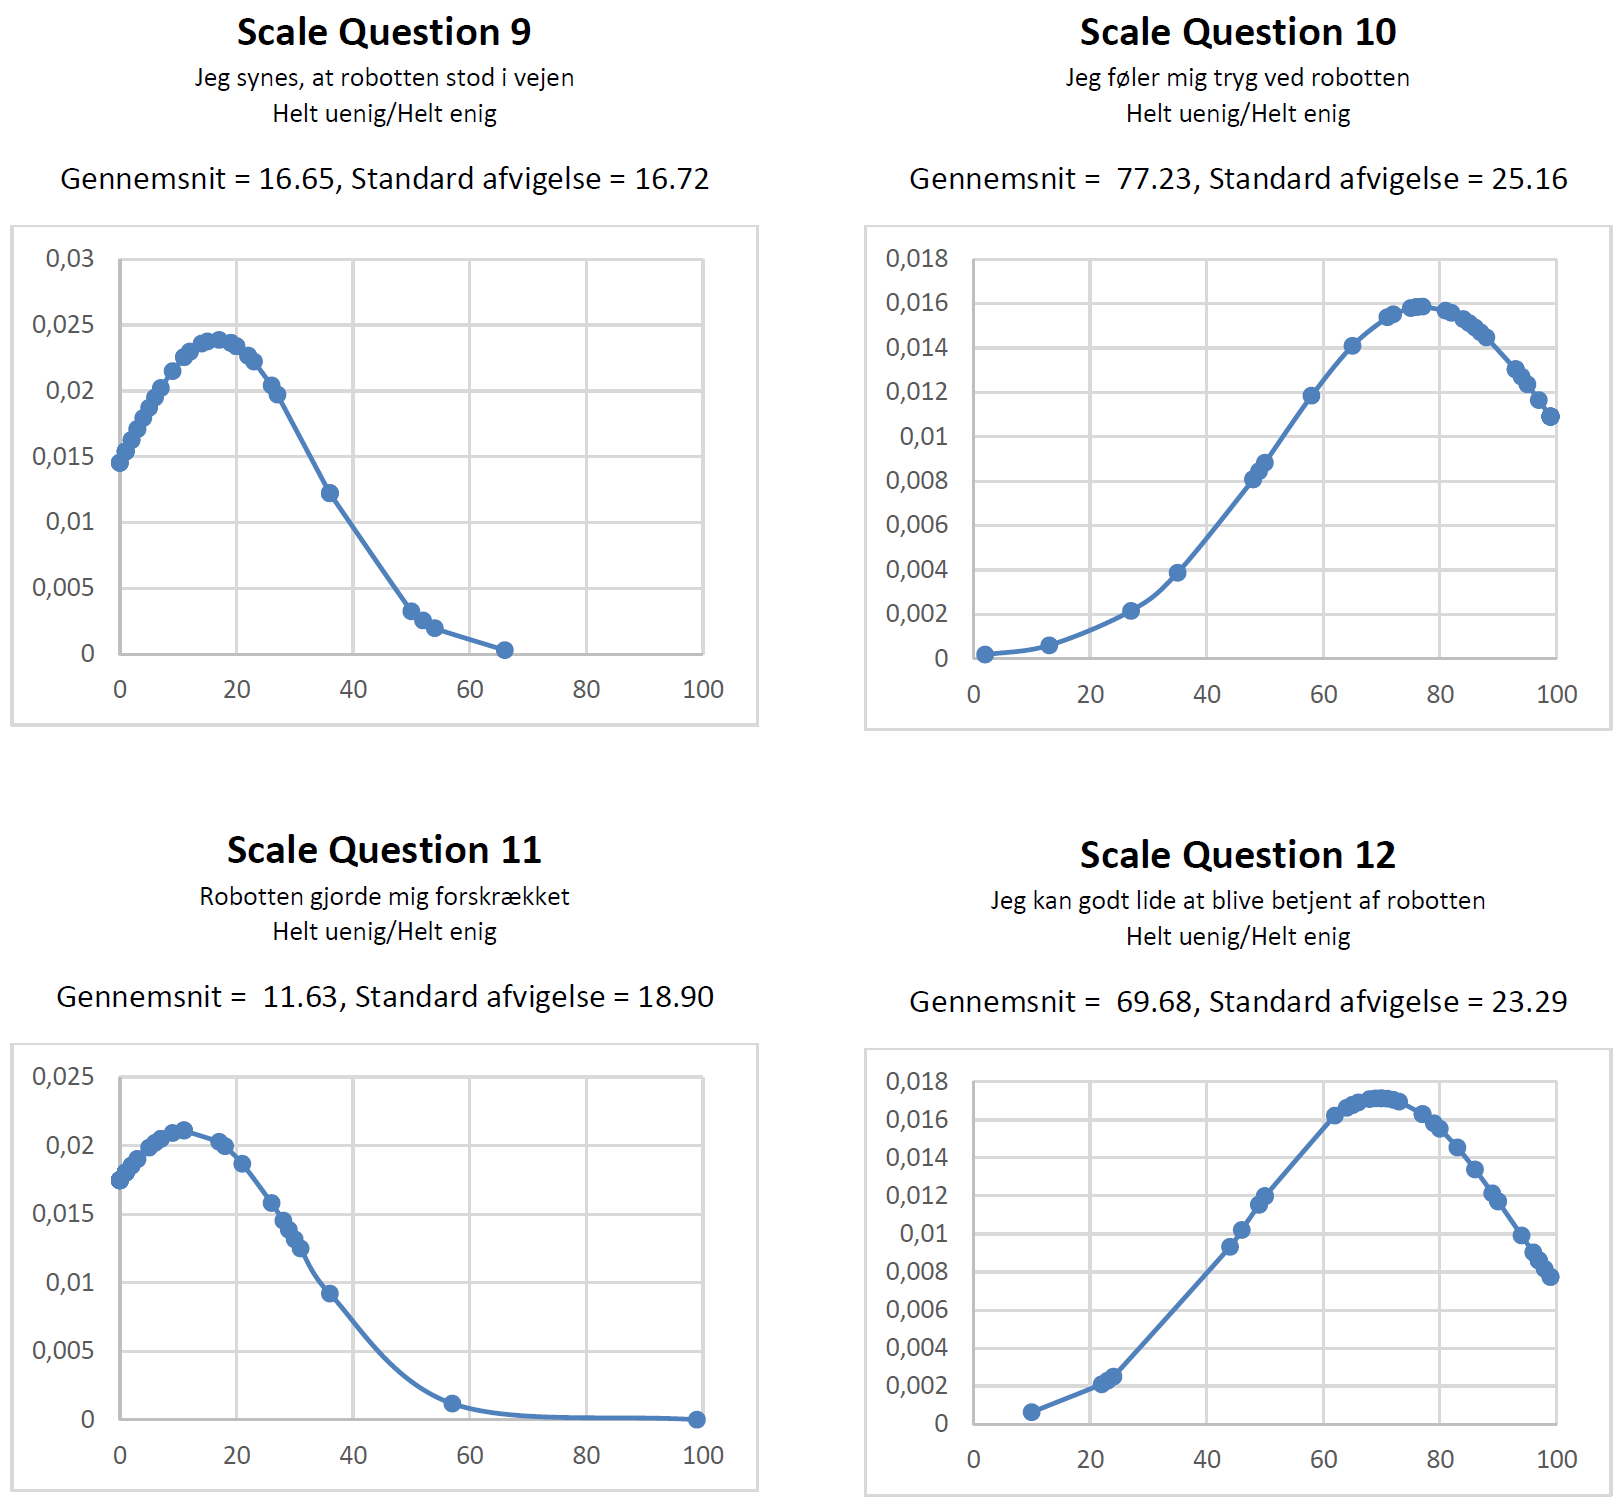 Scale Question 9
Jeg synes, at robotten stod i vejen
Helt uenig/Helt enig
Gennemsnit = 16.65, Standard afvigelse = 16.72
0,03
0,025
0,02
0,015
0,01
0,005
0
0 20 40 60 80 100
Scale Question 10
Jeg føler mig tryg ved robotten
Helt uenig/Helt enig
Gennemsnit = 77.23, Standard afvigelse = 25.16
0,018
0,016
0,014
0,012
0,01
0,008
0,006
0,004
0,002
0
0 20 40 60 80 100
Scale Question 11
Robotten gjorde mig forskrækket
Helt uenig/Helt enig
Gennemsnit = 11.63, Standard afvigelse = 18.90
0,025
0,02
0,015
0,01
0,005
0
0 20 40 60 80 100
Scale Question 12
Jeg kan godt lide at blive betjent af robotten
Helt uenig/Helt enig
Gennemsnit = 69.68, Standard afvigelse = 23.29
0,018
0,016
0,014
0,012
0,01
0,008
0,006
0,004
0,002
0
0 20 40 60 80 100